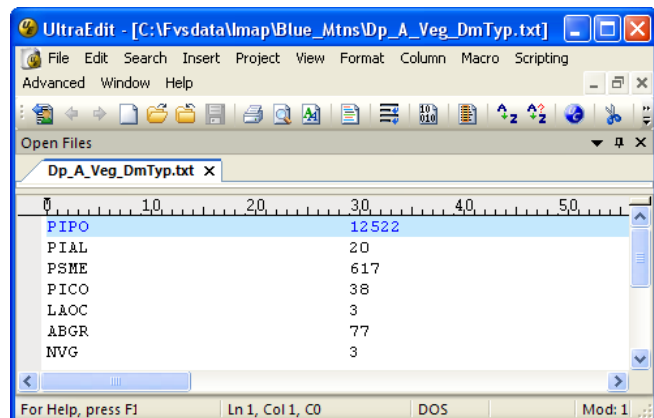 UltraEdit - [C:\Fvsdata\Imap\Blue_Mtns\Dp_A_Veg_DmTyp.txt]
File Edit Search Insert Project View Format Column Macro Scripting
Advanced Window Help
Open Files
Dp_A_Veg_DmTyp.txt
0 10 20 30 40 50
PIPO 12522
PIAL 20
PSME 617
PICO 38
LAOC 3
ABGR 77
NVG 3
For Help, press F1 Ln 1, Col 1, C0 DOS Mod: 1